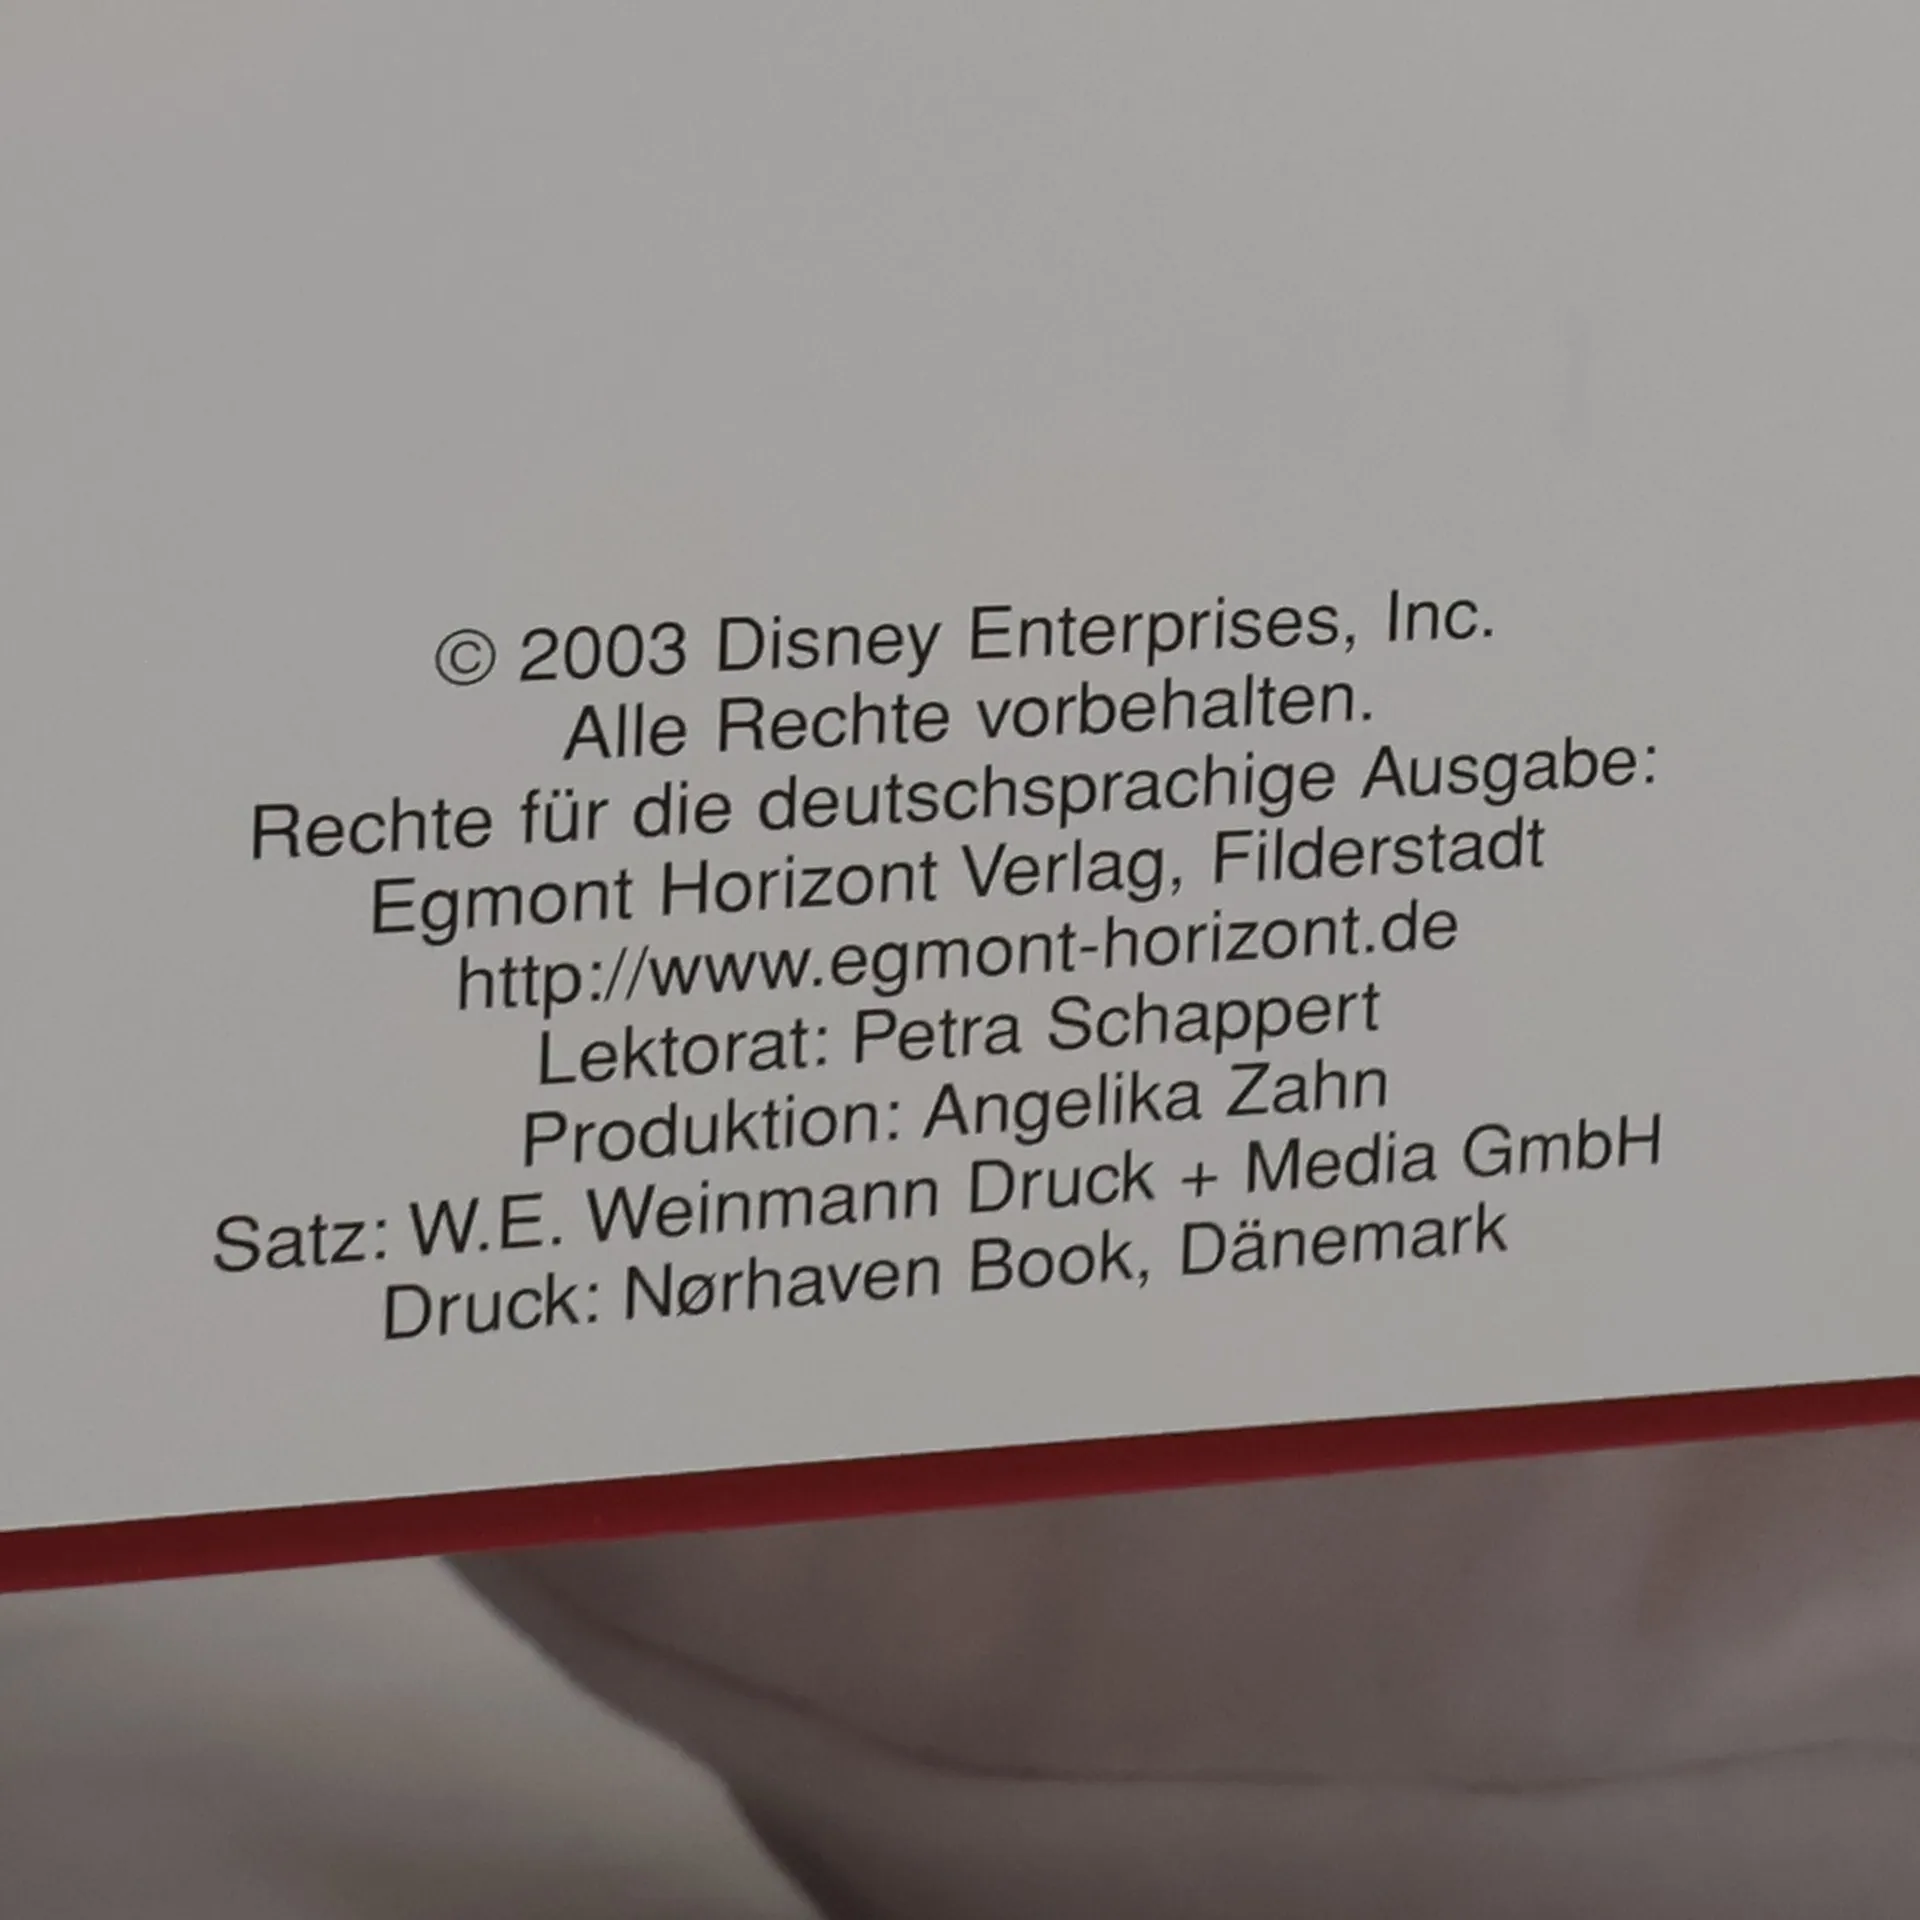 © 2003 Disney Enterprises, Inc.
Alle Rechte vorbehalten.
Rechte für die deutschsprachige Ausgabe:
Egmont Horizont Verlag, Filderstadt
http://www.egmont-horizont.de
Lektorat: Petra Schappert
Produktion: Angelika Zahn
Satz: W.E. Weinmann Druck + Media GmbH
Druck: Nørhaven Book, Dänemark